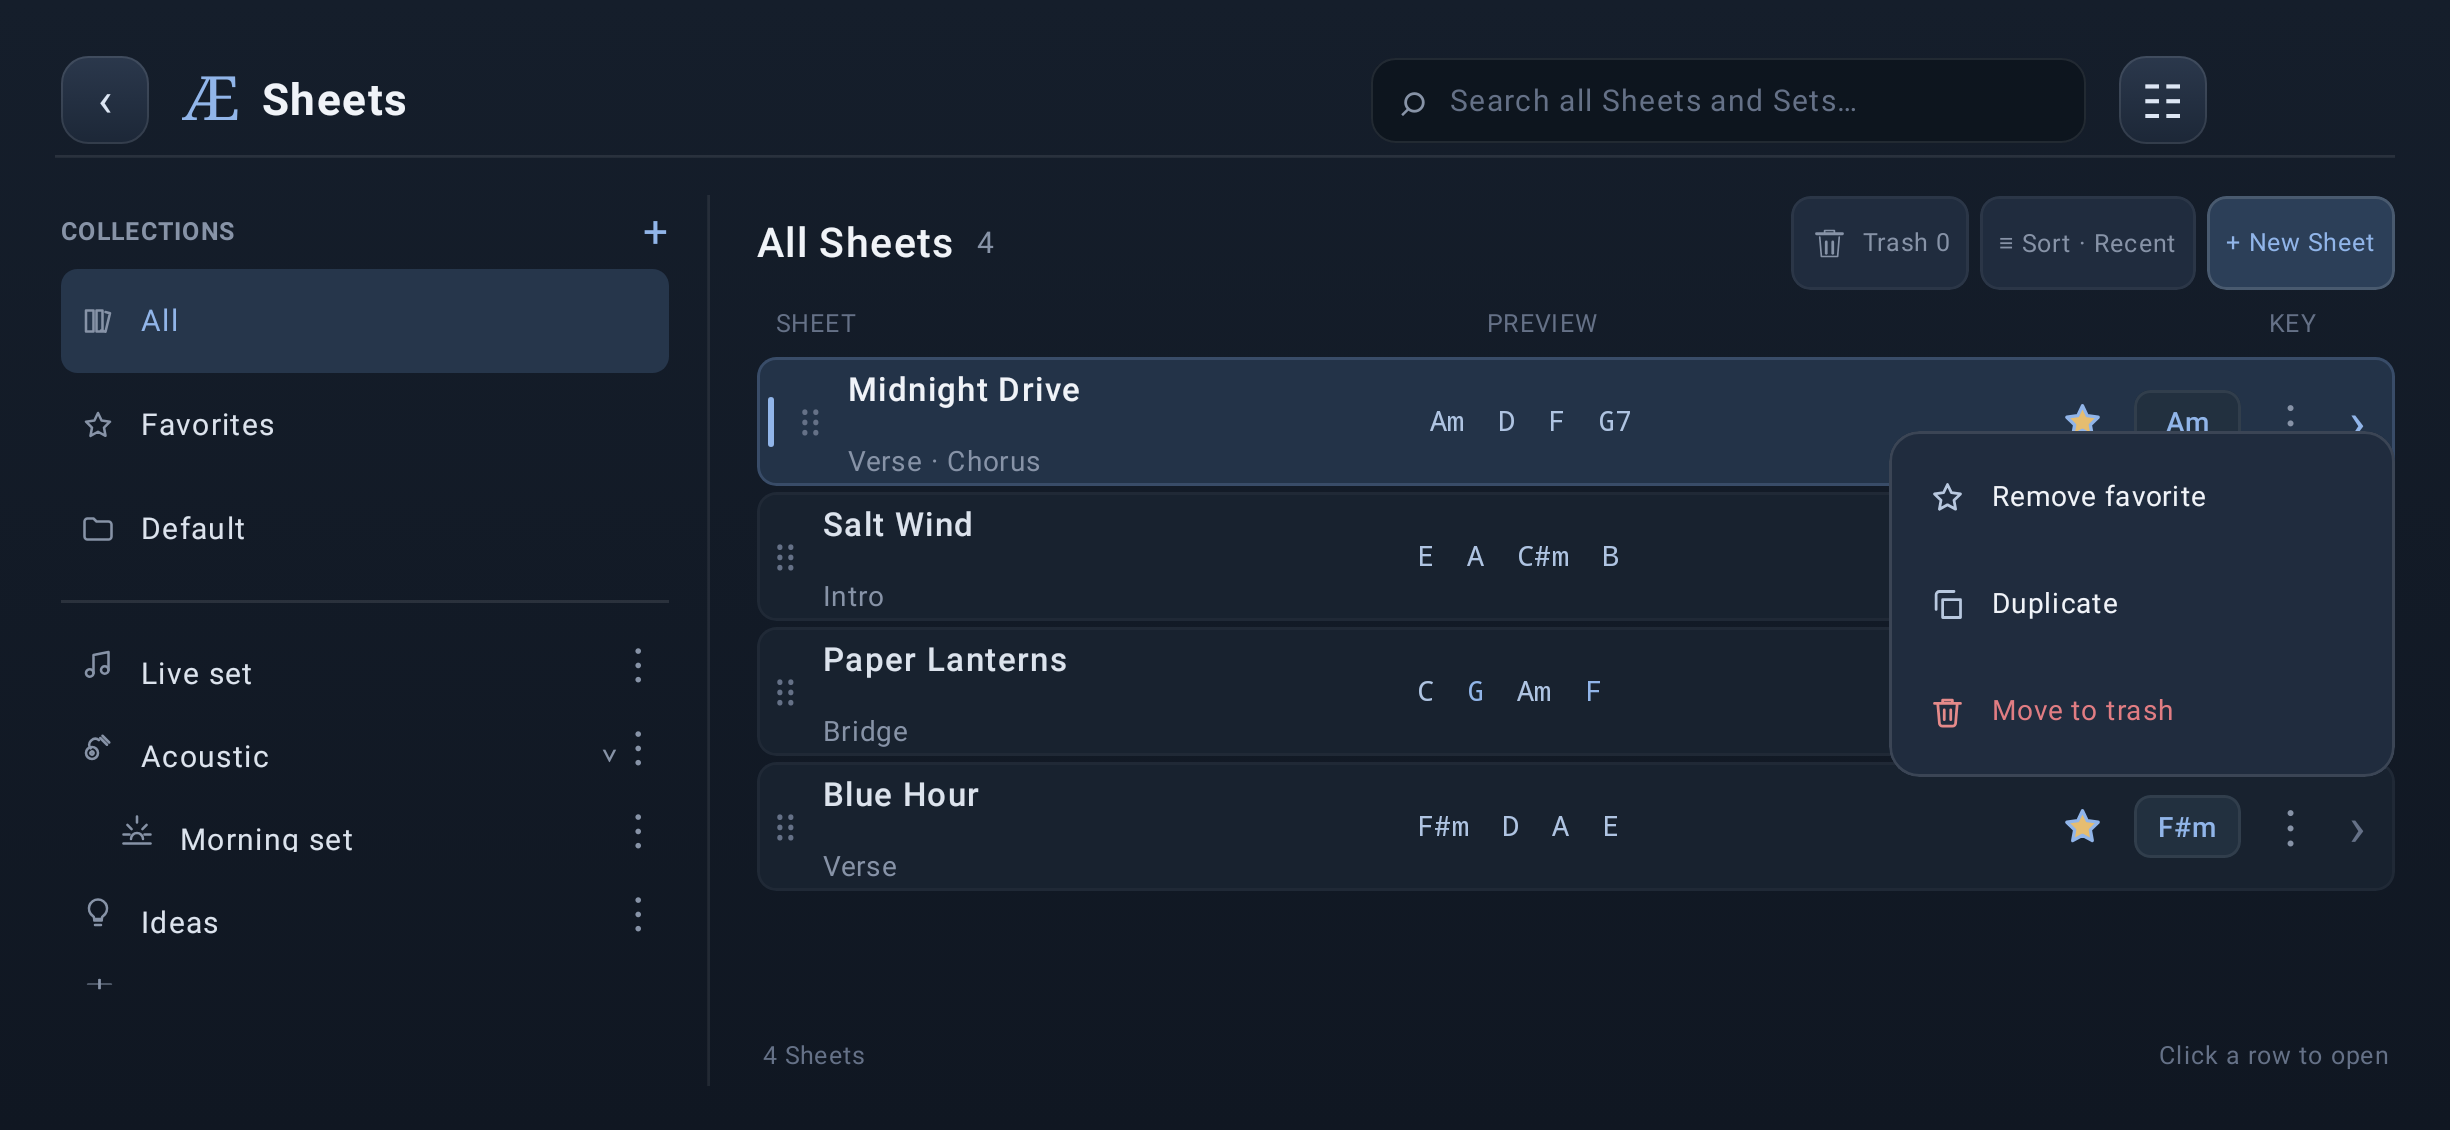 Æ Sheets
Search all Sheets and Sets…
COLLECTIONS +
All
Favorites
Default
Live set
Acoustic
Morning set
Ideas
All Sheets 4
Trash 0
≡ Sort · Recent
+ New Sheet
SHEET PREVIEW KEY
Midnight Drive
Verse · Chorus
Am D F G7
Am
Salt Wind
Intro
E A C#m B
Paper Lanterns
Bridge
C G Am F
Blue Hour
Verse
F#m D A E
F#m
Remove favorite
Duplicate
Move to trash
4 Sheets
Click a row to open